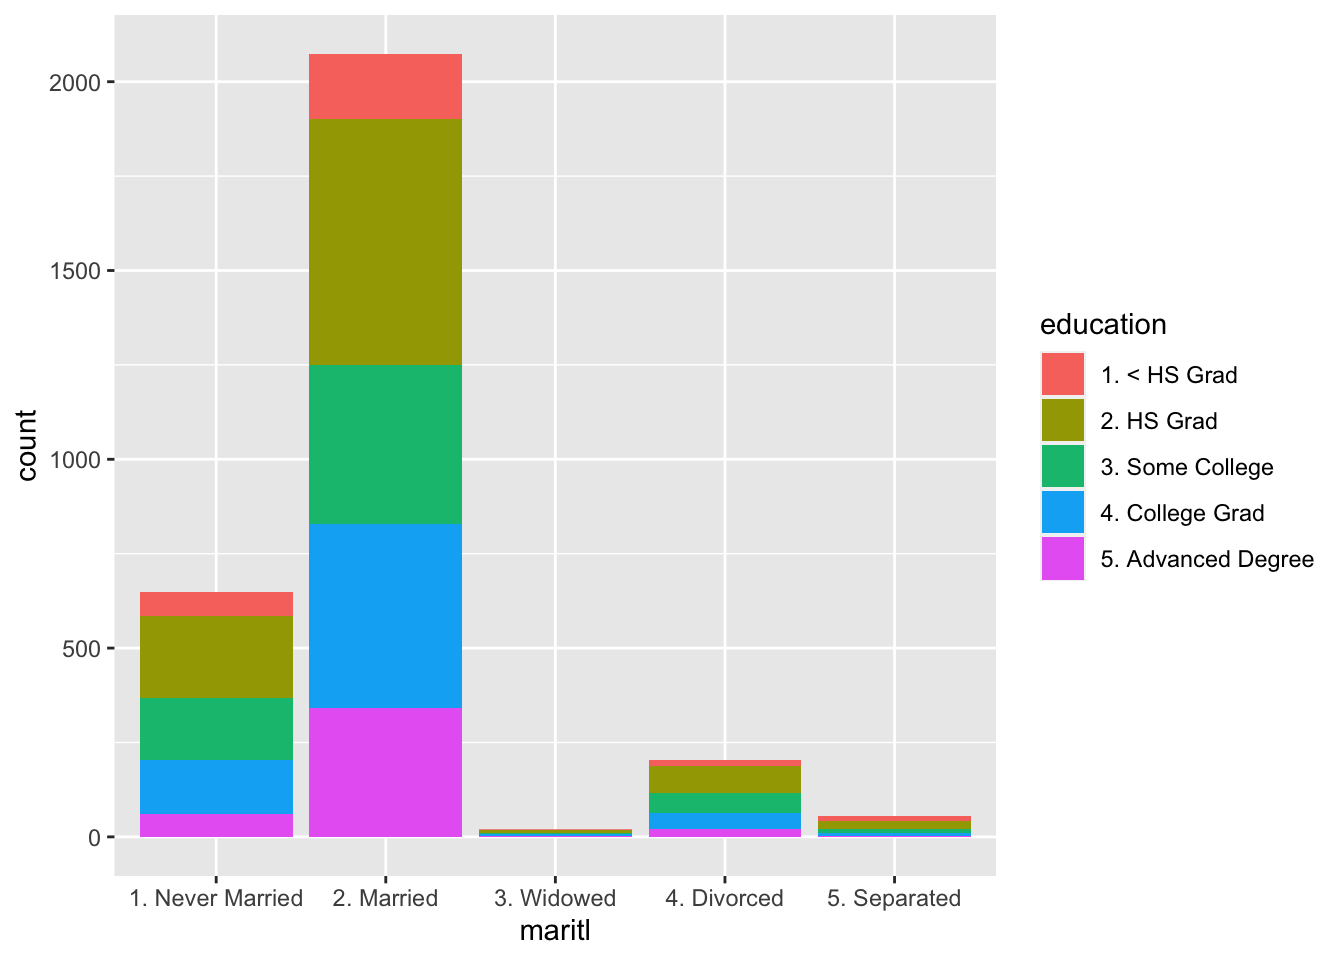 2000
1500
1000
500
0
count
1. Never Married
2. Married
3. Widowed
4. Divorced
5. Separated
maritl
education
1. < HS Grad
2. HS Grad
3. Some College
4. College Grad
5. Advanced Degree